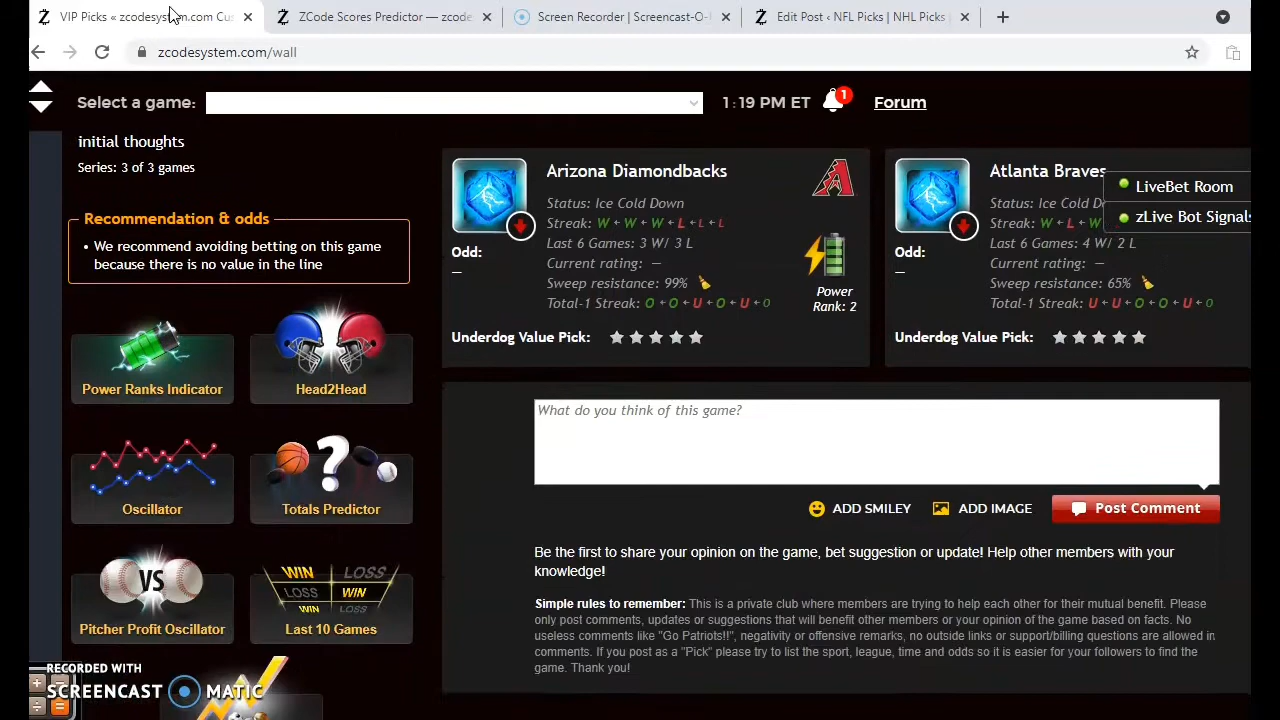 VIP Picks « zcodesystem.com Cus
ZCode Scores Predictor — zcode
Screen Recorder | Screencast-O-
Edit Post ‹ NFL Picks | NHL Picks
zcodesystem.com/wall
Select a game:
1:19 PM ET
1
Forum
initial thoughts
Series: 3 of 3 games
Recommendation & odds
• We recommend avoiding betting on this game
because there is no value in the line
Power Ranks Indicator
Head2Head
Oscillator
Totals Predictor
VS
Pitcher Profit Oscillator
WIN LOSS
LOSS WIN
WIN LOSS
Last 10 Games
Arizona Diamondbacks
Status: Ice Cold Down
Streak: W ← W ← W ← L ← L ← L
Odd:
—
Last 6 Games: 3 W/ 3 L
Current rating: —
Sweep resistance: 99%
Total-1 Streak: O ← O ← U ← O ← U ← O
Power
Rank: 2
Underdog Value Pick:
Atlanta Braves
Status: Ice Cold D
Streak: W ← L ← W
Odd:
—
Last 6 Games: 4 W/ 2 L
Current rating: —
Sweep resistance: 65%
Total-1 Streak: U ← U ← O ← O ← U ← O
Underdog Value Pick:
LiveBet Room
zLive Bot Signals
What do you think of this game?
ADD SMILEY
ADD IMAGE
Post Comment
Be the first to share your opinion on the game, bet suggestion or update! Help other members with your
knowledge!
Simple rules to remember: This is a private club where members are trying to help each other for their mutual benefit. Please
only post comments, updates or suggestions that will benefit other members or your opinion of the game based on facts. No
useless comments like "Go Patriots!!", negativity or offensive remarks, no outside links or support/billing questions are allowed in
comments. If you post as a "Pick" please try to list the sport, league, time and odds so it is easier for your followers to find the
game. Thank you!
RECORDED WITH
SCREENCAST MATIC